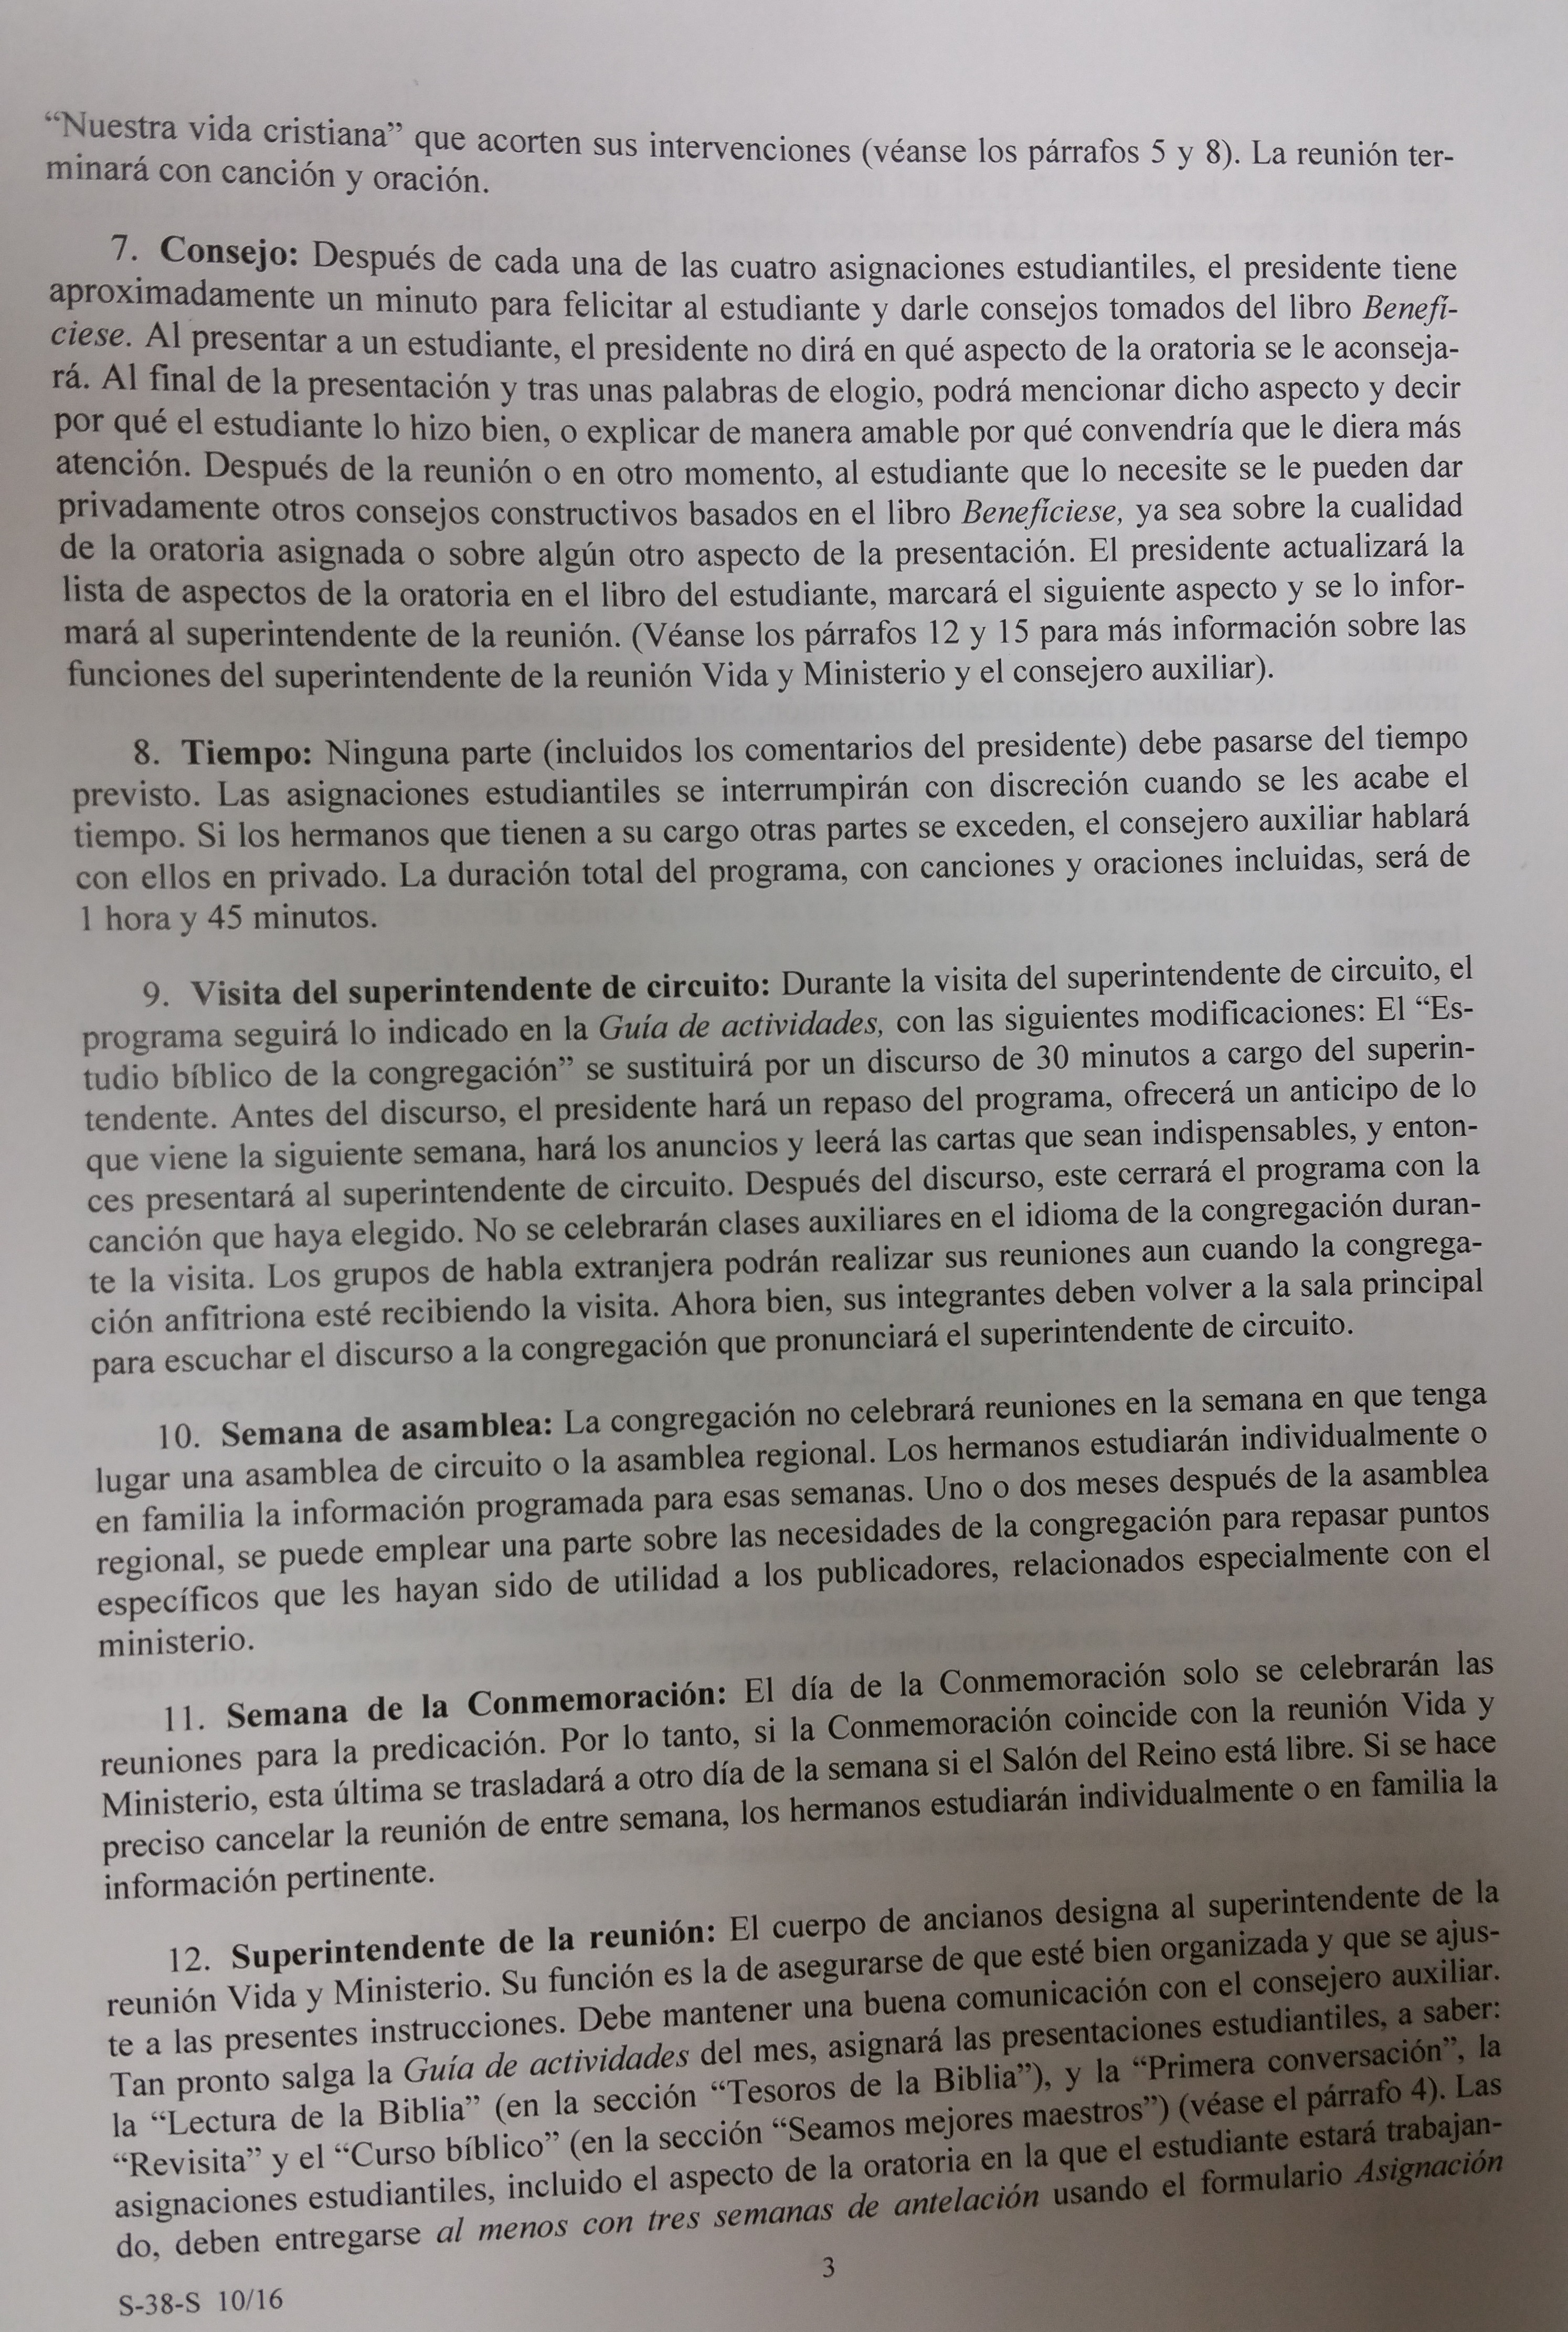 “Nuestra vida cristiana” que acorten sus intervenciones (véanse los párrafos 5 y 8). La reunión ter-
minará con canción y oración.
7. Consejo: Después de cada una de las cuatro asignaciones estudiantiles, el presidente tiene
aproximadamente un minuto para felicitar al estudiante y darle consejos tomados del libro Benefí-
ciese. Al presentar a un estudiante, el presidente no dirá en qué aspecto de la oratoria se le aconseja-
rá. Al final de la presentación y tras unas palabras de elogio, podrá mencionar dicho aspecto y decir
por qué el estudiante lo hizo bien, o explicar de manera amable por qué convendría que le diera más
atención. Después de la reunión o en otro momento, al estudiante que lo necesite se le pueden dar
privadamente otros consejos constructivos basados en el libro Benefíciese, ya sea sobre la cualidad
de la oratoria asignada o sobre algún otro aspecto de la presentación. El presidente actualizará la
lista de aspectos de la oratoria en el libro del estudiante, marcará el siguiente aspecto y se lo infor-
mará al superintendente de la reunión. (Véanse los párrafos 12 y 15 para más información sobre las
funciones del superintendente de la reunión Vida y Ministerio y el consejero auxiliar).
8. Tiempo: Ninguna parte (incluidos los comentarios del presidente) debe pasarse del tiempo
previsto. Las asignaciones estudiantiles se interrumpirán con discreción cuando se les acabe el
tiempo. Si los hermanos que tienen a su cargo otras partes se exceden, el consejero auxiliar hablará
con ellos en privado. La duración total del programa, con canciones y oraciones incluidas, será de
1 hora y 45 minutos.
9. Visita del superintendente de circuito: Durante la visita del superintendente de circuito, el
programa seguirá lo indicado en la Guía de actividades, con las siguientes modificaciones: El “Es-
tudio bíblico de la congregación” se sustituirá por un discurso de 30 minutos a cargo del superin-
tendente. Antes del discurso, el presidente hará un repaso del programa, ofrecerá un anticipo de lo
que viene la siguiente semana, hará los anuncios y leerá las cartas que sean indispensables, y enton-
ces presentará al superintendente de circuito. Después del discurso, este cerrará el programa con la
canción que haya elegido. No se celebrarán clases auxiliares en el idioma de la congregación duran-
te la visita. Los grupos de habla extranjera podrán realizar sus reuniones aun cuando la congrega-
ción anfitriona esté recibiendo la visita. Ahora bien, sus integrantes deben volver a la sala principal
para escuchar el discurso a la congregación que pronunciará el superintendente de circuito.
10. Semana de asamblea: La congregación no celebrará reuniones en la semana en que tenga
lugar una asamblea de circuito o la asamblea regional. Los hermanos estudiarán individualmente o
en familia la información programada para esas semanas. Uno o dos meses después de la asamblea
regional, se puede emplear una parte sobre las necesidades de la congregación para repasar puntos
específicos que les hayan sido de utilidad a los publicadores, relacionados especialmente con el
ministerio.
11. Semana de la Conmemoración: El día de la Conmemoración solo se celebrarán las
reuniones para la predicación. Por lo tanto, si la Conmemoración coincide con la reunión Vida y
Ministerio, esta última se trasladará a otro día de la semana si el Salón del Reino está libre. Si se hace
preciso cancelar la reunión de entre semana, los hermanos estudiarán individualmente o en familia la
información pertinente.
12. Superintendente de la reunión: El cuerpo de ancianos designa al superintendente de la
reunión Vida y Ministerio. Su función es la de asegurarse de que esté bien organizada y que se ajus-
te a las presentes instrucciones. Debe mantener una buena comunicación con el consejero auxiliar.
Tan pronto salga la Guía de actividades del mes, asignará las presentaciones estudiantiles, a saber:
la “Lectura de la Biblia” (en la sección “Tesoros de la Biblia”), y la “Primera conversación”, la
“Revisita” y el “Curso bíblico” (en la sección “Seamos mejores maestros”) (véase el párrafo 4). Las
asignaciones estudiantiles, incluido el aspecto de la oratoria en la que el estudiante estará trabajan-
do, deben entregarse al menos con tres semanas de antelación usando el formulario Asignación
3
S-38-S 10/16